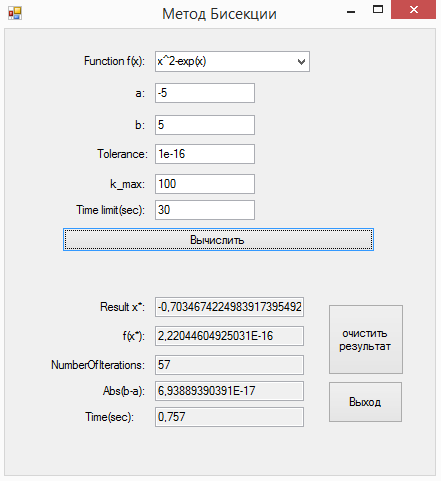 Метод Бисекции
Function f(x): x^2-exp(x)
a: -5
b: 5
Tolerance: 1e-16
k_max: 100
Time limit(sec): 30
Вычислить
Result x*: -0,7034674224983917395492
f(x*): 2,22044604925031E-16
очистить
результат
NumberOfIterations: 57
Abs(b-a): 6,93889390391E-17
Выход
Time(sec): 0,757